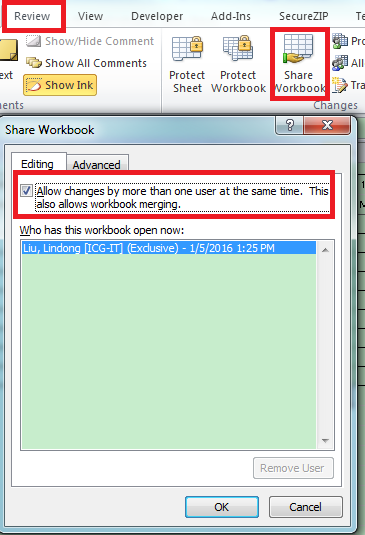 Review View Developer Add-Ins SecureZIP
Show/Hide Comment
Show All Comments
Show Ink
Protect Sheet
Protect Workbook
Share Workbook
Pro
All
Tra
Changes
Share Workbook
Editing Advanced
Allow changes by more than one user at the same time. This
also allows workbook merging.
Who has this workbook open now:
Liu, Lindong [ICG-IT] (Exclusive) - 1/5/2016 1:25 PM
Remove User
OK Cancel